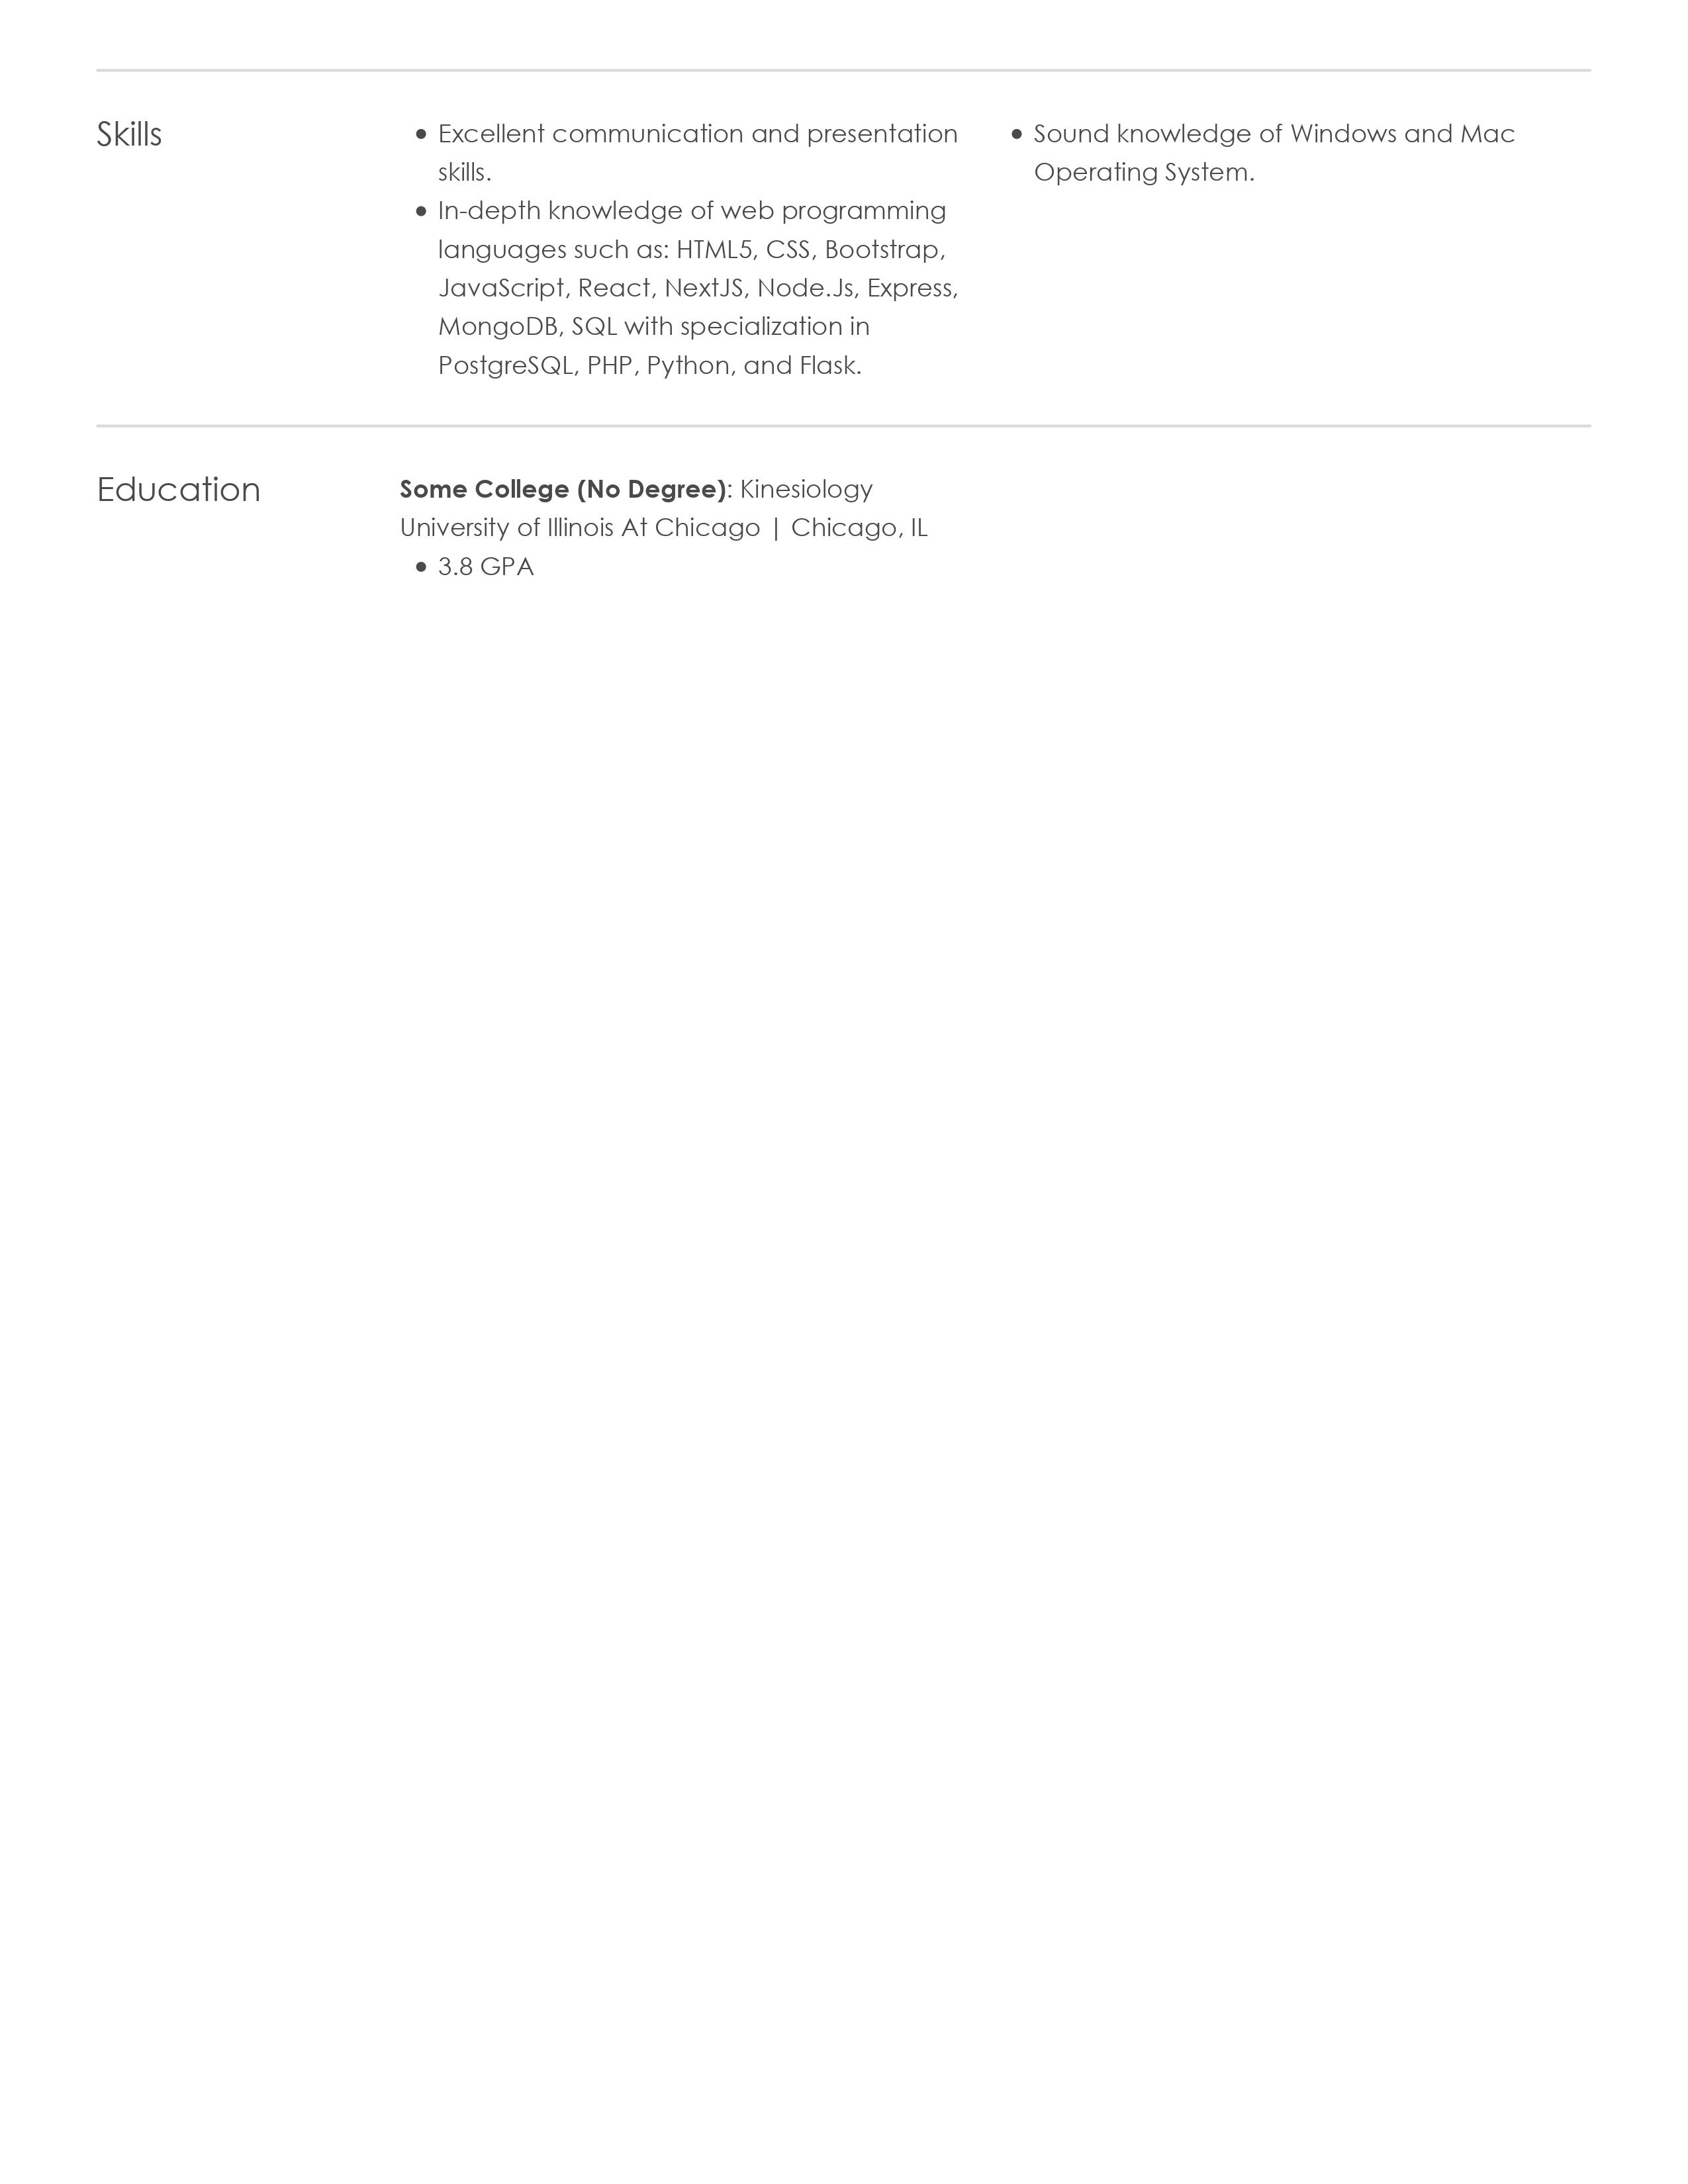 Skills
• Excellent communication and presentation
skills.
• In-depth knowledge of web programming
languages such as: HTML5, CSS, Bootstrap,
JavaScript, React, NextJS, Node.Js, Express,
MongoDB, SQL with specialization in
PostgreSQL, PHP, Python, and Flask.
• Sound knowledge of Windows and Mac
Operating System.
Education
Some College (No Degree): Kinesiology
University of Illinois At Chicago | Chicago, IL
• 3.8 GPA